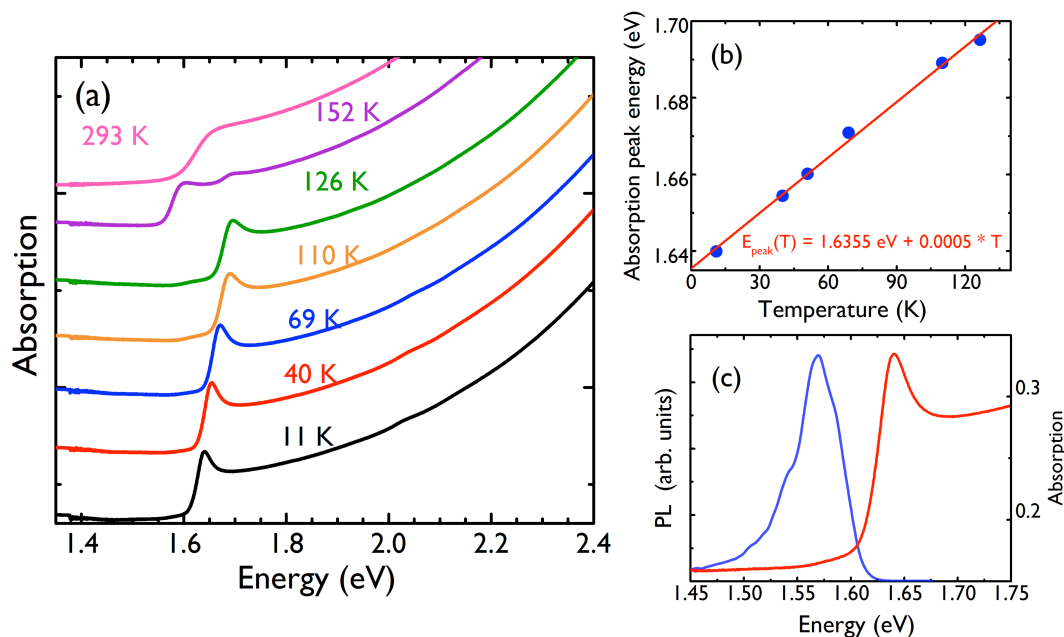 (a)
293 K
152 K
126 K
110 K
69 K
40 K
11 K
Absorption
1.4 1.6 1.8 2.0 2.2 2.4
Energy (eV)
(b)
Absorption peak energy (eV)
1.70
1.68
1.66
1.64
E_peak(T) = 1.6355 eV + 0.0005 * T
0 30 60 90 120
Temperature (K)
(c)
PL (arb. units)
0.3
0.2
Absorption
1.45 1.50 1.55 1.60 1.65 1.70 1.75
Energy (eV)